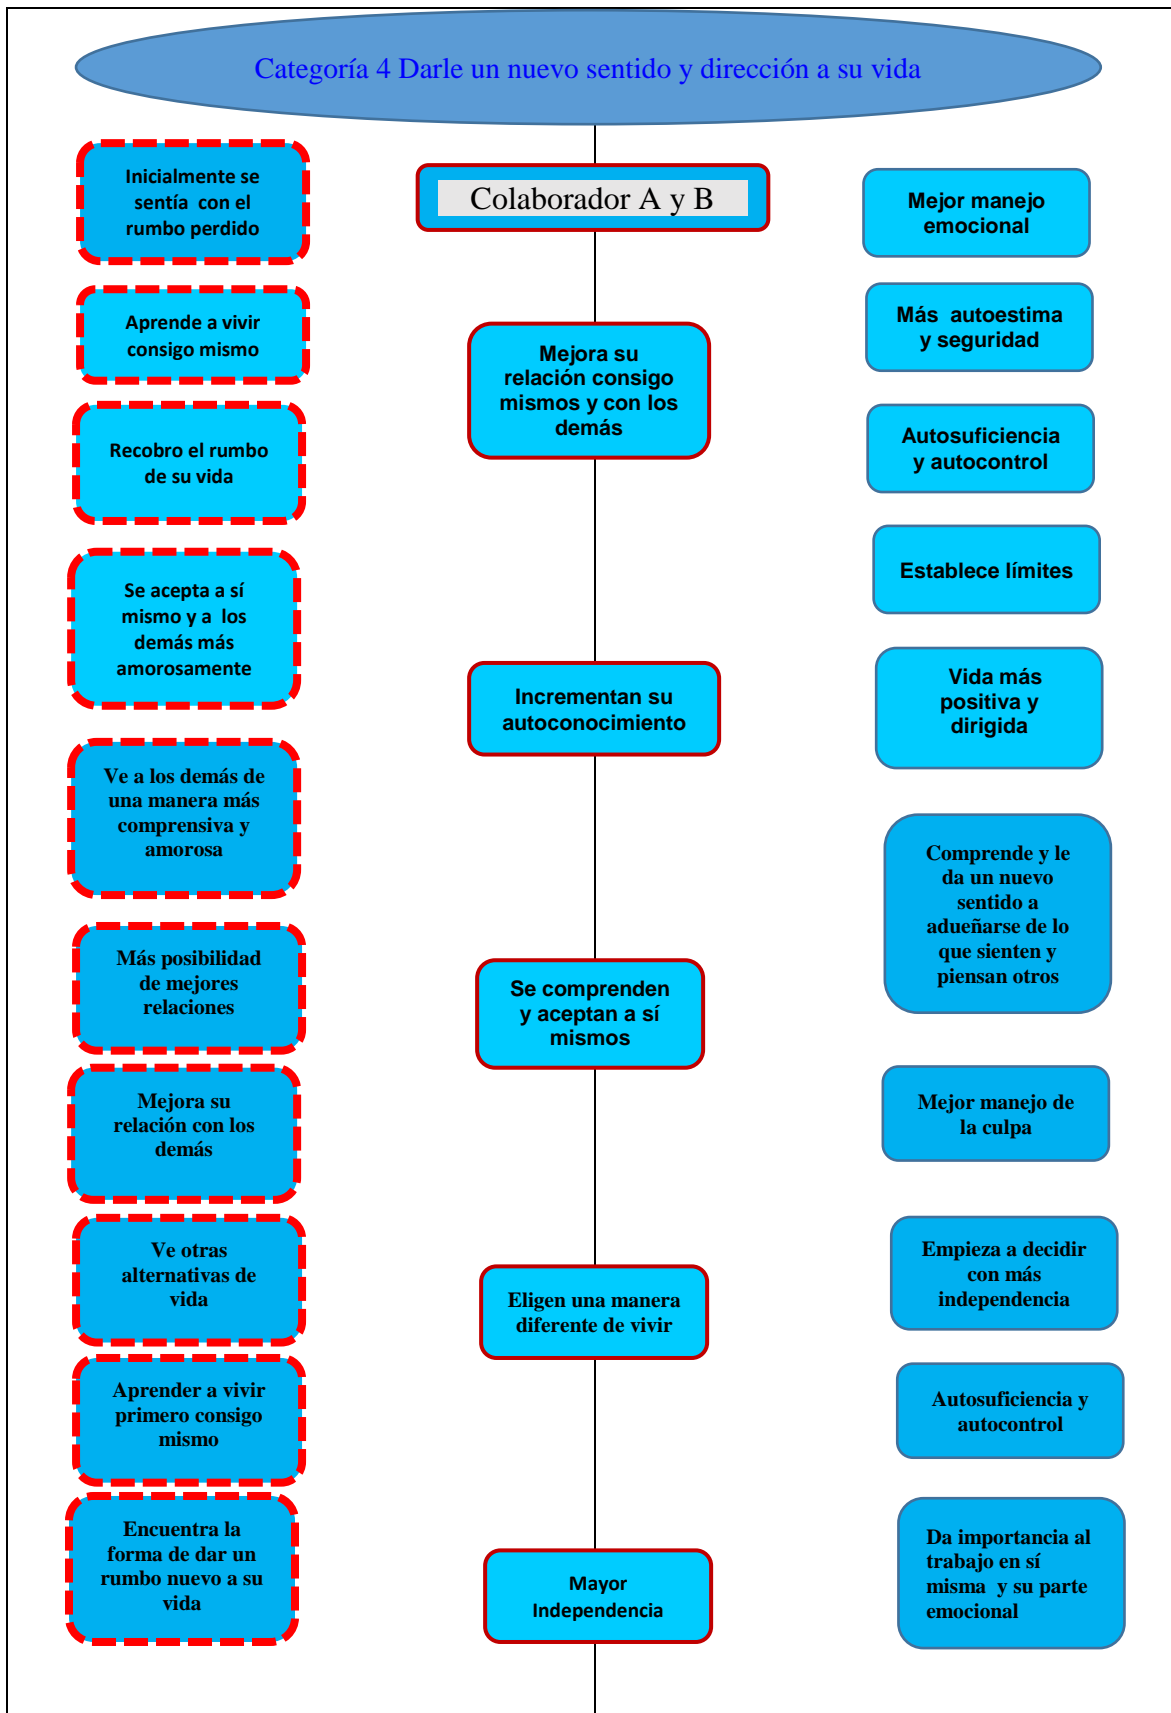 Categoría 4 Darle un nuevo sentido y dirección a su vida
Inicialmente se
sentía con el
rumbo perdido
Aprende a vivir
consigo mismo
Recobro el rumbo
de su vida
Se acepta a sí
mismo y a los
demás más
amorosamente
Ve a los demás de
una manera más
comprensiva y
amorosa
Más posibilidad
de mejores
relaciones
Mejora su
relación con los
demás
Ve otras
alternativas de
vida
Aprender a vivir
primero consigo
mismo
Encuentra la
forma de dar un
rumbo nuevo a su
vida
Colaborador A y B
Mejora su
relación consigo
mismos y con los
demás
Incrementan su
autoconocimiento
Se comprenden
y aceptan a sí
mismos
Eligen una manera
diferente de vivir
Mayor
Independencia
Mejor manejo
emocional
Más autoestima
y seguridad
Autosuficiencia
y autocontrol
Establece límites
Vida más
positiva y
dirigida
Comprende y le
da un nuevo
sentido a
adueñarse de lo
que sienten y
piensan otros
Mejor manejo de
la culpa
Empieza a decidir
con más
independencia
Autosuficiencia y
autocontrol
Da importancia al
trabajo en sí
misma y su parte
emocional